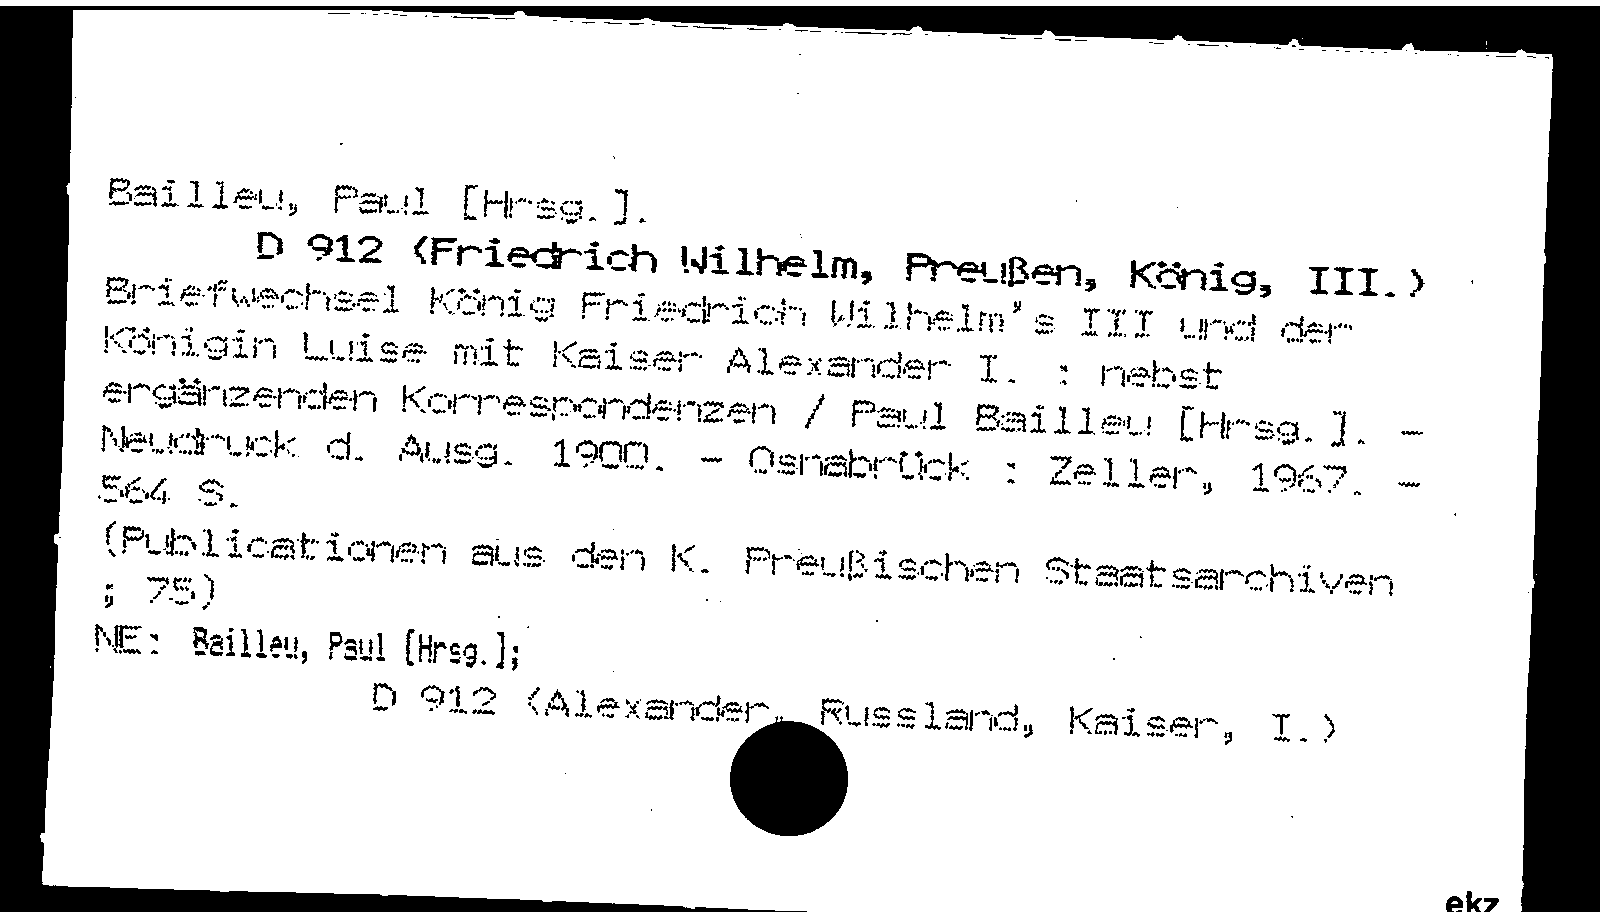 Bailleu, Paul [Hrsg.].
D 912 (Friedrich Wilhelm, Preußen, König, III.)
Briefwechsel König Friedrich Wilhelm's III und der
Königin Luise mit Kaiser Alexander I. : nebst
ergänzenden Korrespondenzen / Paul Bailleu [Hrsg.]. -
Neudruck d. Ausg. 1900. - Osnabrück : Zeller, 1967. -
564 S.
(Publicationen aus den K. Preußischen Staatsarchiven
; 75)
NE: Bailleu, Paul [Hrsg.];
D 912 (Alexander, Russland, Kaiser, I.)
ekz